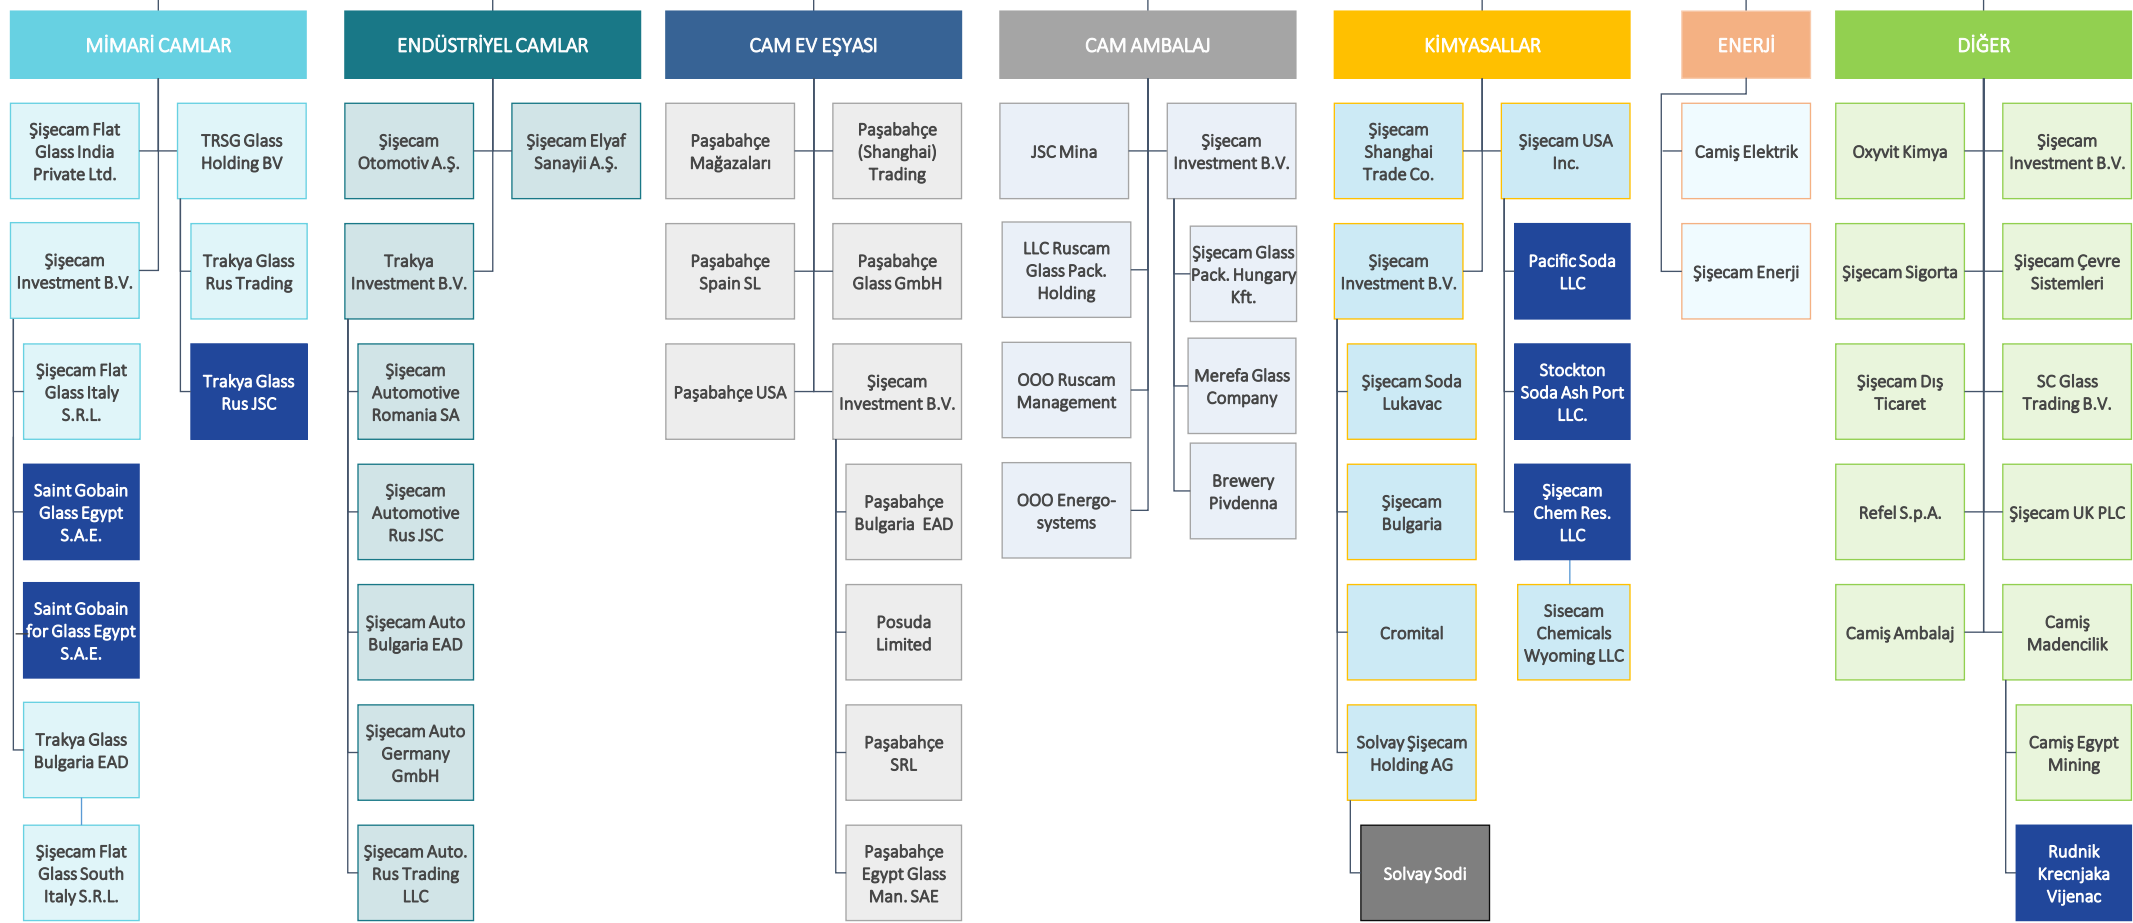 MİMARİ CAMLAR
Şişecam Flat
Glass India
Private Ltd.
TRSG Glass
Holding BV
Şişecam
Investment B.V.
Trakya Glass
Rus Trading
Şişecam Flat
Glass Italy
S.R.L.
Trakya Glass
Rus JSC
Saint Gobain
Glass Egypt
S.A.E.
Saint Gobain
for Glass Egypt
S.A.E.
Trakya Glass
Bulgaria EAD
Şişecam Flat
Glass South
Italy S.R.L.
ENDÜSTRİYEL CAMLAR
Şişecam
Otomotiv A.Ş.
Şişecam Elyaf
Sanayii A.Ş.
Trakya
Investment B.V.
Şişecam
Automotive
Romania SA
Şişecam
Automotive
Rus JSC
Şişecam Auto
Bulgaria EAD
Şişecam Auto
Germany
GmbH
Şişecam Auto.
Rus Trading
LLC
CAM EV EŞYASI
Paşabahçe
Mağazaları
Paşabahçe
(Shanghai)
Trading
Paşabahçe
Spain SL
Paşabahçe
Glass GmbH
Paşabahçe USA
Şişecam
Investment B.V.
Paşabahçe
Bulgaria EAD
Posuda
Limited
Paşabahçe
SRL
Paşabahçe
Egypt Glass
Man. SAE
CAM AMBALAJ
JSC Mina
Şişecam
Investment B.V.
LLC Ruscam
Glass Pack.
Holding
Şişecam Glass
Pack. Hungary
Kft.
OOO Ruscam
Management
Merefa Glass
Company
OOO Energo-
systems
Brewery
Pivdenna
KİMYASALLAR
Şişecam
Shanghai
Trade Co.
Şişecam USA
Inc.
Şişecam
Investment B.V.
Pacific Soda
LLC
Şişecam Soda
Lukavac
Stockton
Soda Ash Port
LLC.
Şişecam
Bulgaria
Şişecam
Chem Res.
LLC
Cromital
Sisecam
Chemicals
Wyoming LLC
Solvay Şişecam
Holding AG
Solvay Sodi
ENERJİ
Camiş Elektrik
Şişecam Enerji
DİĞER
Oxyvit Kimya
Şişecam
Investment B.V.
Şişecam Sigorta
Şişecam Çevre
Sistemleri
Şişecam Dış
Ticaret
SC Glass
Trading B.V.
Refel S.p.A.
Şişecam UK PLC
Camiş Ambalaj
Camiş
Madencilik
Camiş Egypt
Mining
Rudnik
Krecnjaka
Vijenac